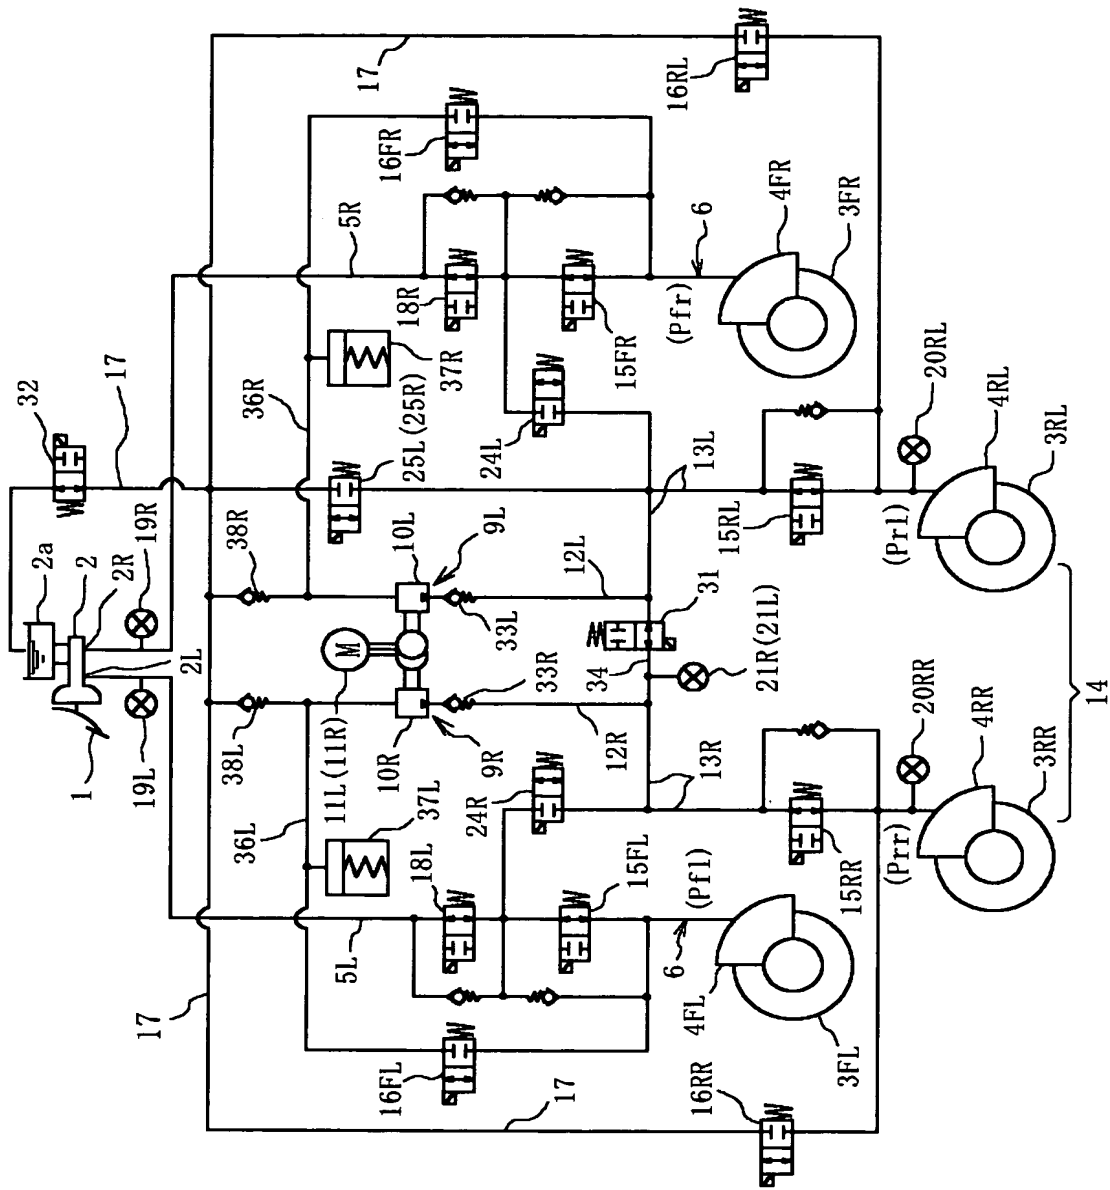 17
16RL
16FR
5R
4FR
3FR
6
(Pfr)
18R
15FR
37R
36R
32
17
25L(25R)
24L
13L
20RL
4RL
3RL
15RL
(Prl)
38R
10L
9L
12L
31
2a
2
2R
19R
33L
M
2L
34
21R(21L)
14
33R
1
19L
38L
11L(11R)
10R
9R
12R
13R
20RR
4RR
3RR
36L
37L
24R
18L
15FL
(Pfl)
15RR
(Prr)
5L
6
4FL
3FL
17
16FL
17
16RR